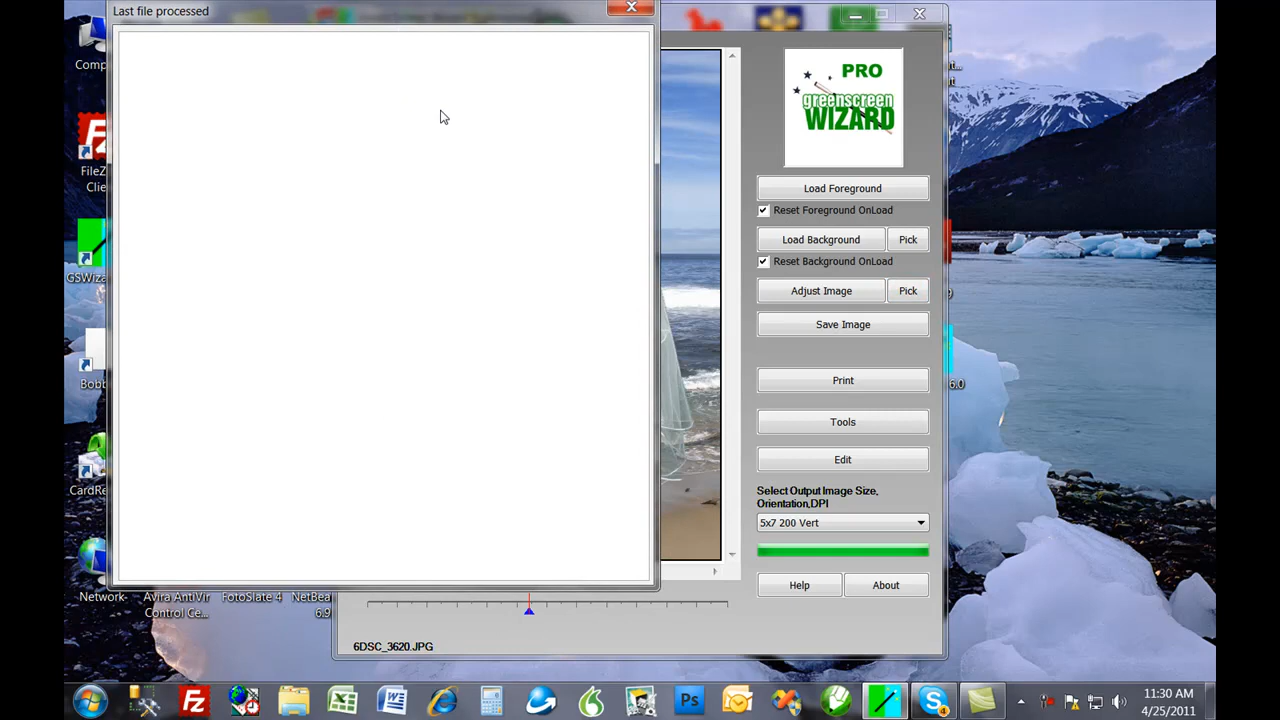 Last file processed
Comp
FileZ
Clie
GSWiza
Bobb
CardRe
Network-
Avira AntiVir
Control Ce...
FotoSlate 4
NetBea
6.9
PRO
greenscreen
WIZARD
Load Foreground
Reset Foreground OnLoad
Load Background
Pick
Reset Background OnLoad
Adjust Image
Pick
Save Image
Print
Tools
Edit
Select Output Image Size,
Orientation,DPI
5x7 200 Vert
Help
About
6DSC_3620.JPG
6.0
Ps
4
11:30 AM
4/25/2011